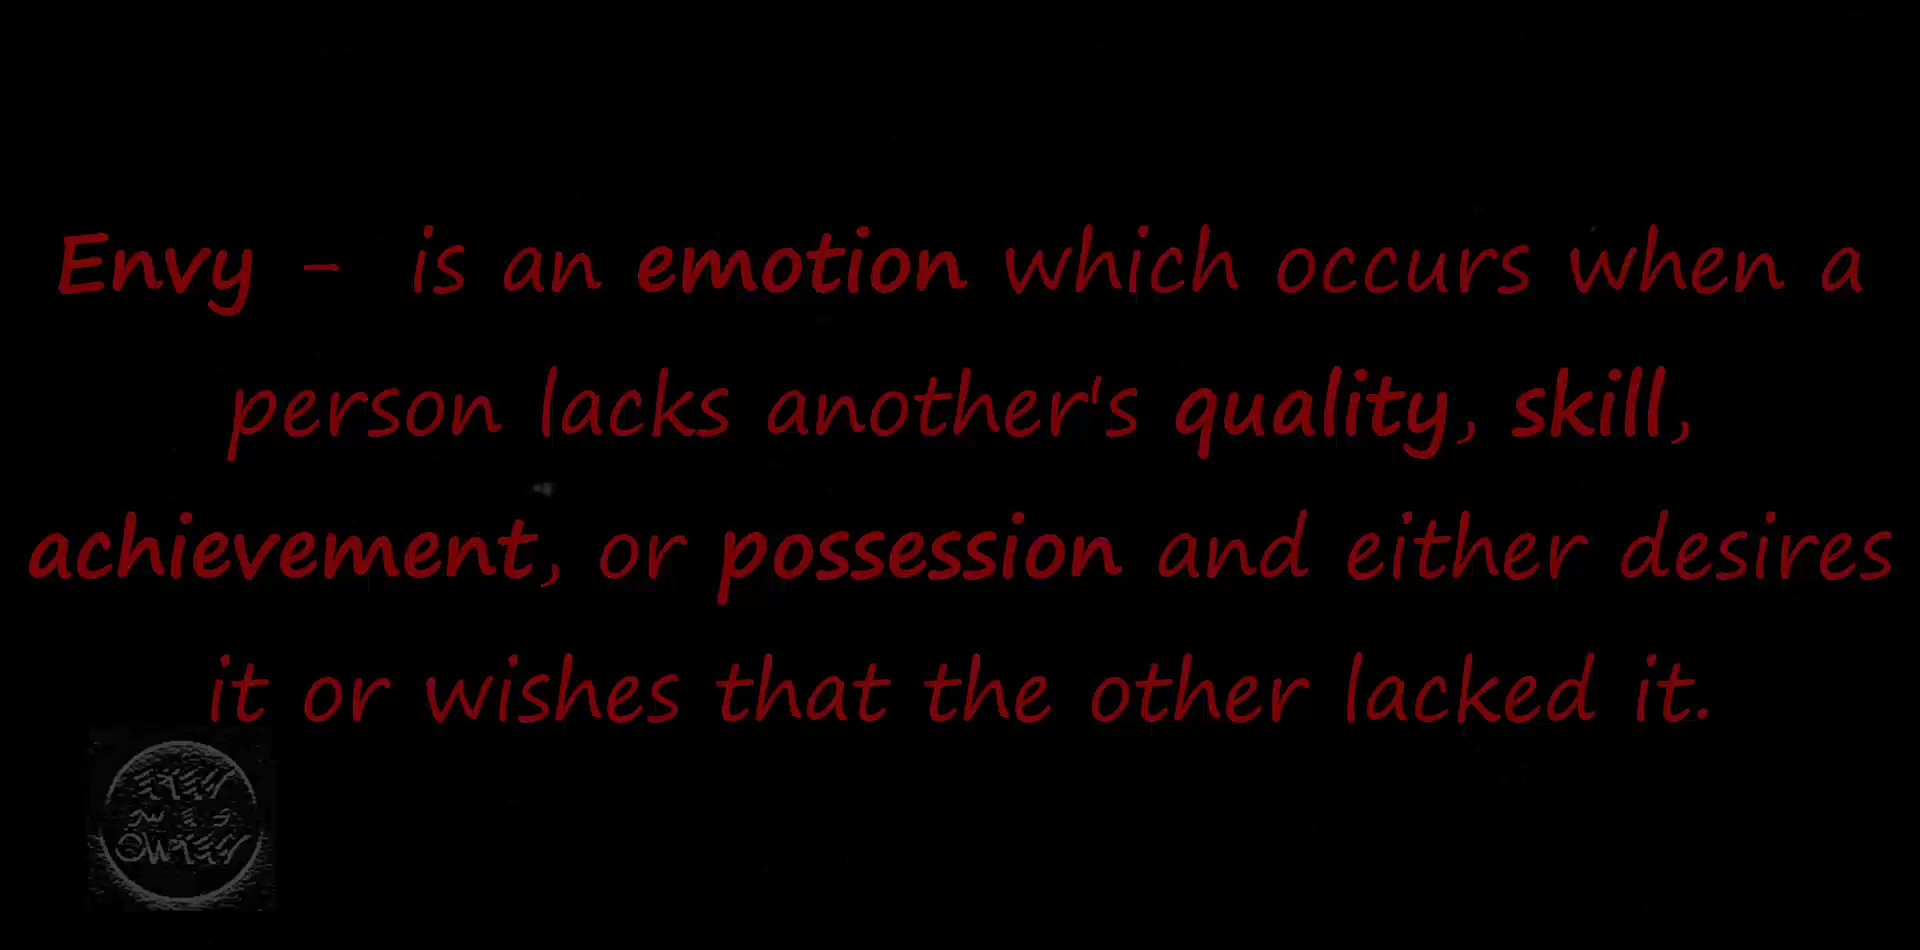 Envy - is an emotion which occurs when a
person lacks another's quality, skill,
achievement, or possession and either desires
it or wishes that the other lacked it.